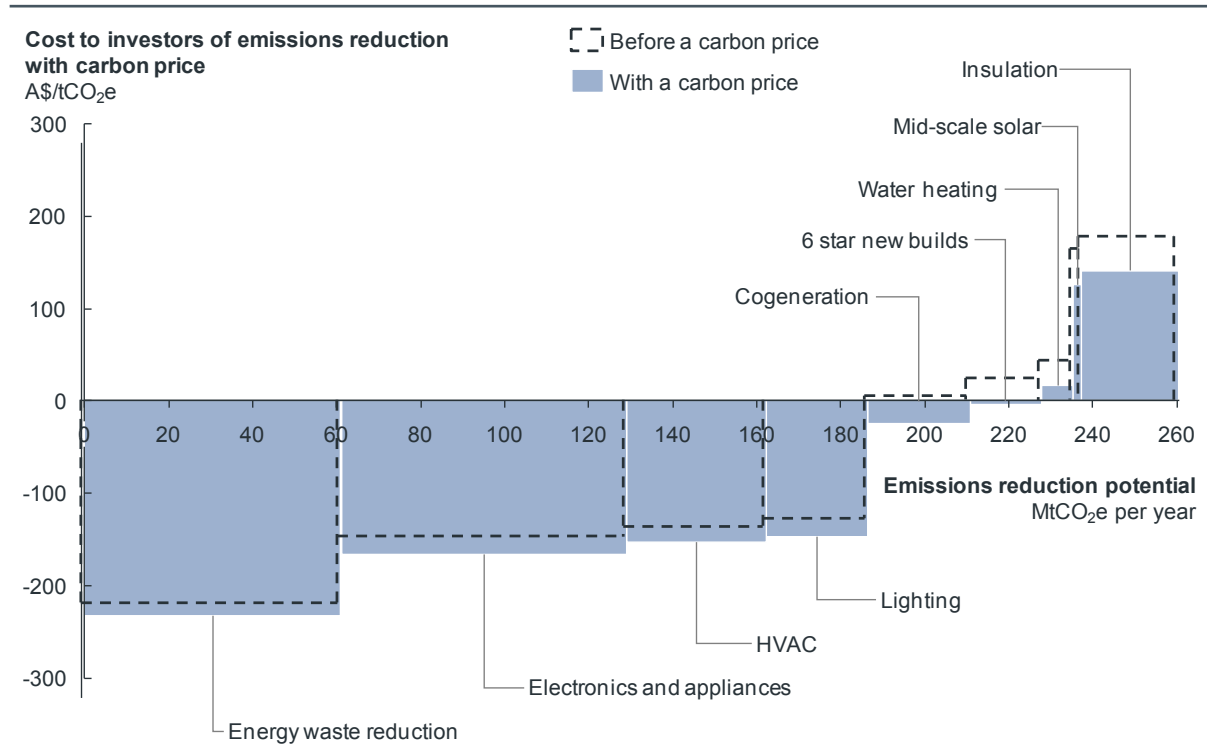 Cost to investors of emissions reduction
with carbon price
A$/tCO₂e
Before a carbon price
With a carbon price
Insulation
Mid-scale solar
Water heating
6 star new builds
Cogeneration
300
200
100
0
-100
-200
-300
0 20 40 60 80 100 120 140 160 180 200 220 240 260
Emissions reduction potential
MtCO₂e per year
Lighting
HVAC
Electronics and appliances
Energy waste reduction